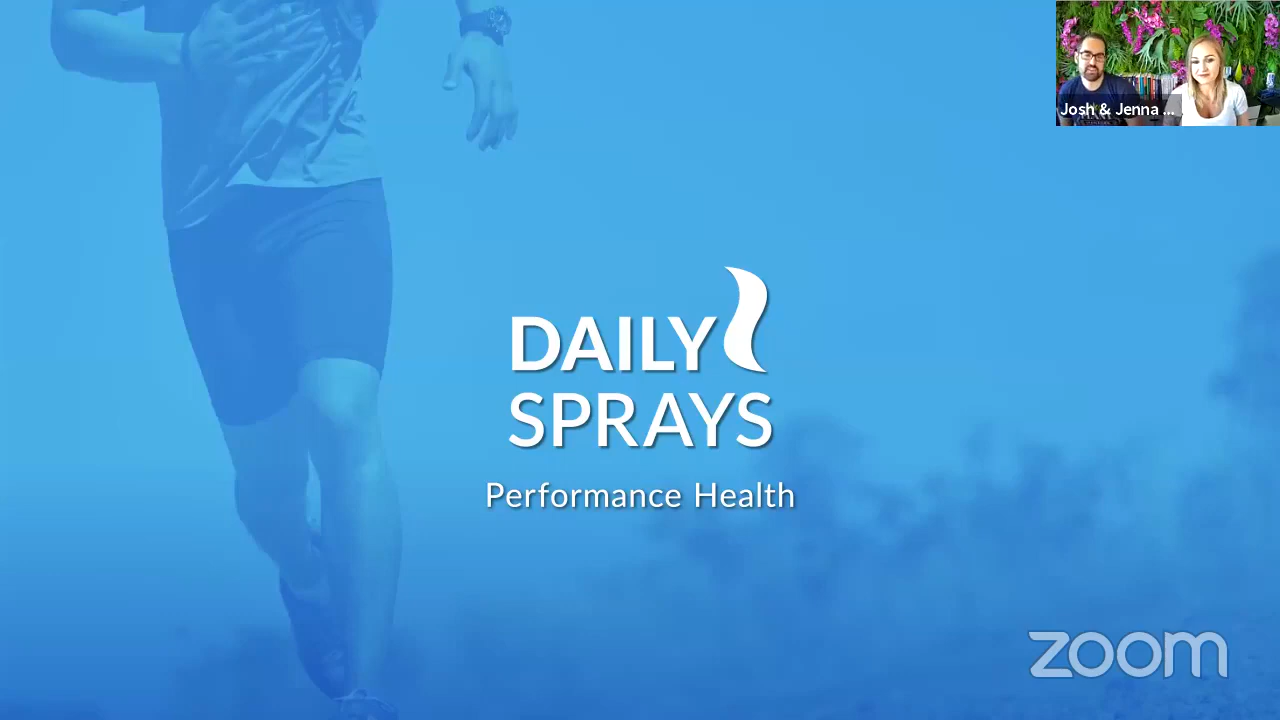 Josh & Jenna ...
DAILY
SPRAYS
Performance Health
zoom